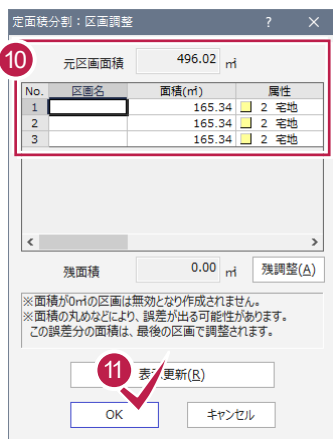 定面積分割：区画調整 ? ×
10
元区画面積 496.02 ㎡
No. 区画名 面積(㎡) 属性
1 165.34 2 宅地
2 165.34 2 宅地
3 165.34 2 宅地
< >
残面積 0.00 ㎡ 残調整(A)
※面積が0㎡の区画は無効となり作成されません。
※面積の丸めなどにより、誤差が出る可能性があります。
この誤差分の面積は、最後の区画で調整されます。
11
表示更新(R)
OK キャンセル